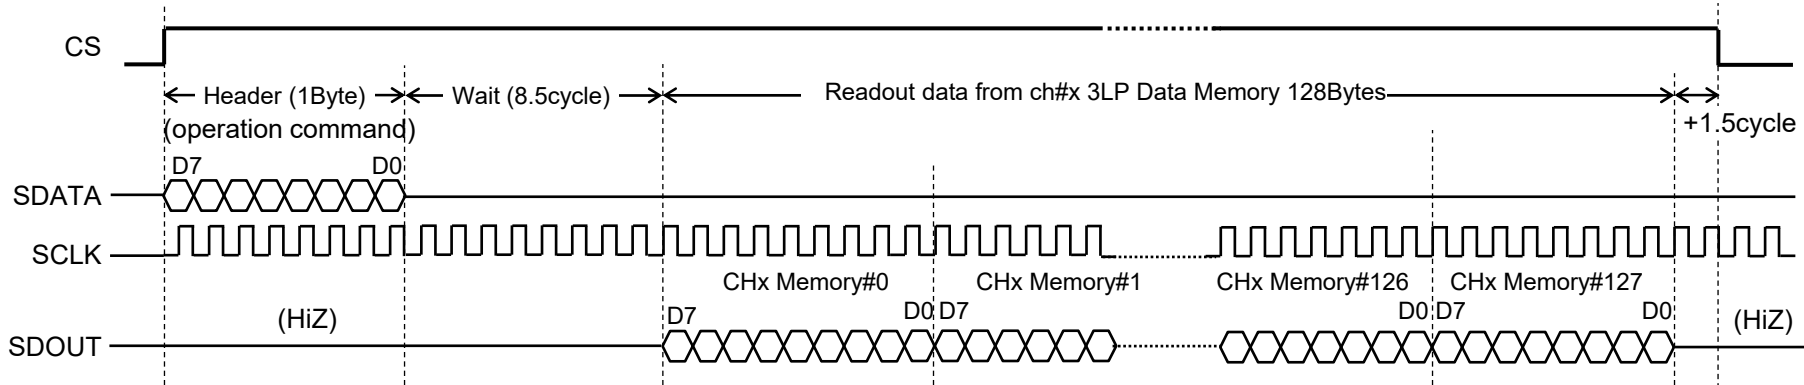 CS
Header (1Byte)
Wait (8.5cycle)
Readout data from ch#x 3LP Data Memory 128Bytes
(operation command)
+1.5cycle
D7
D0
SDATA
SCLK
CHx Memory#0
CHx Memory#1
CHx Memory#126
CHx Memory#127
(HiZ)
D7
D0
D7
D0
D7
D0
(HiZ)
SDOUT